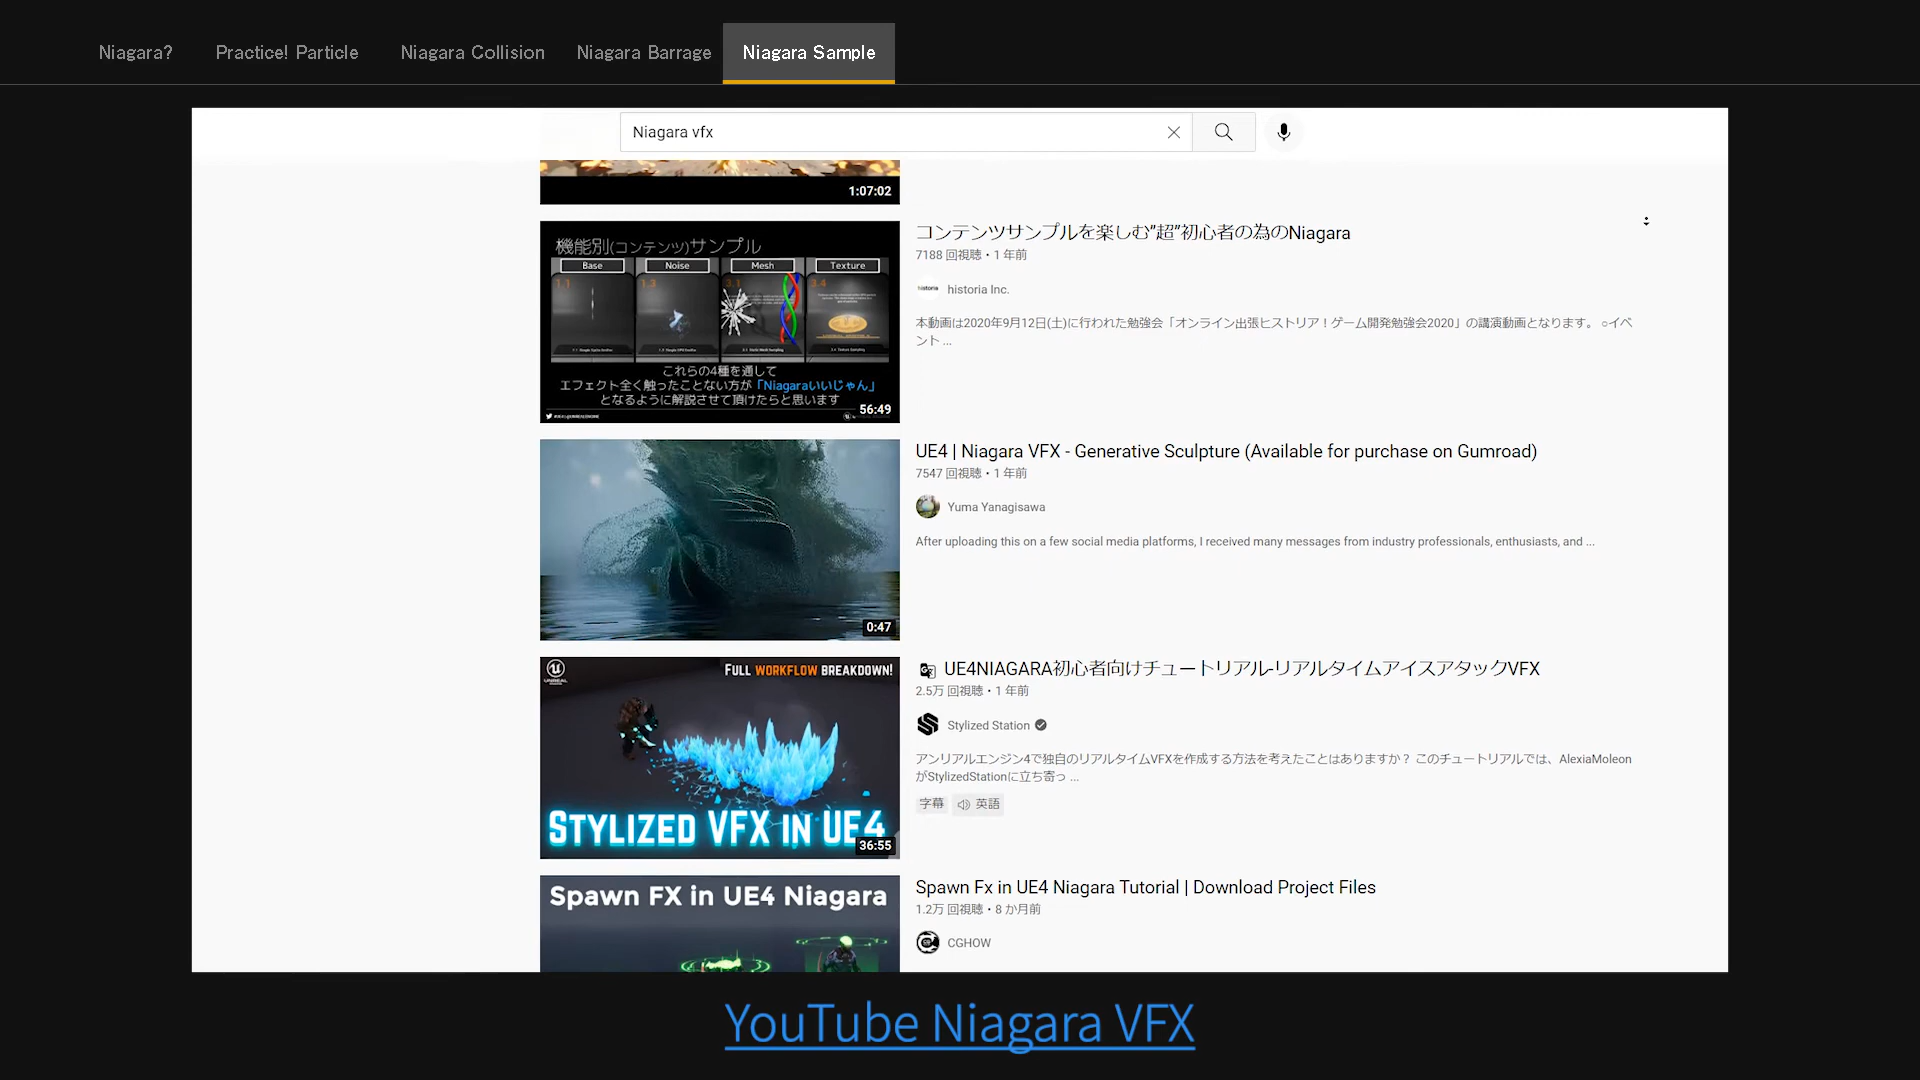 Niagara?
Practice! Particle
Niagara Collision
Niagara Barrage
Niagara Sample
Niagara vfx
1:07:02
機能別(コンテンツ)サンプル
Base
Noise
Mesh
Texture
1.1
1.3
3.1
3.4
これらの4種を通して
エフェクト全く触ったことない方が「Niagaraいいじゃん」
となるように解説させて頂けたらと思います
56:49
コンテンツサンプルを楽しむ”超”初心者の為のNiagara
7188 回視聴・1 年前
historia Inc.
本動画は2020年9月12日(土)に行われた勉強会「オンライン出張ヒストリア！ゲーム開発勉強会2020」の講演動画となります。 ○イベ
ント ...
0:47
UE4 | Niagara VFX - Generative Sculpture (Available for purchase on Gumroad)
7547 回視聴・1 年前
Yuma Yanagisawa
After uploading this on a few social media platforms, I received many messages from industry professionals, enthusiasts, and ...
UNREAL
FULL WORKFLOW BREAKDOWN!
STYLIZED VFX IN UE4
36:55
UE4NIAGARA初心者向けチュートリアル-リアルタイムアイスアタックVFX
2.5万 回視聴・1 年前
Stylized Station
アンリアルエンジン4で独自のリアルタイムVFXを作成する方法を考えたことはありますか？ このチュートリアルでは、AlexiaMoleon
がStylizedStationに立ち寄っ ...
字幕
英語
Spawn FX in UE4 Niagara
Spawn Fx in UE4 Niagara Tutorial | Download Project Files
1.2万 回視聴・8 か月前
CGHOW
YouTube Niagara VFX